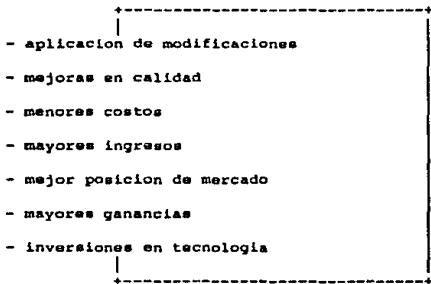 - aplicacion de modificaciones
- mejoras en calidad
- menores costos
- mayores ingresos
- mejor posicion de mercado
- mayores ganancias
- inversiones en tecnologia